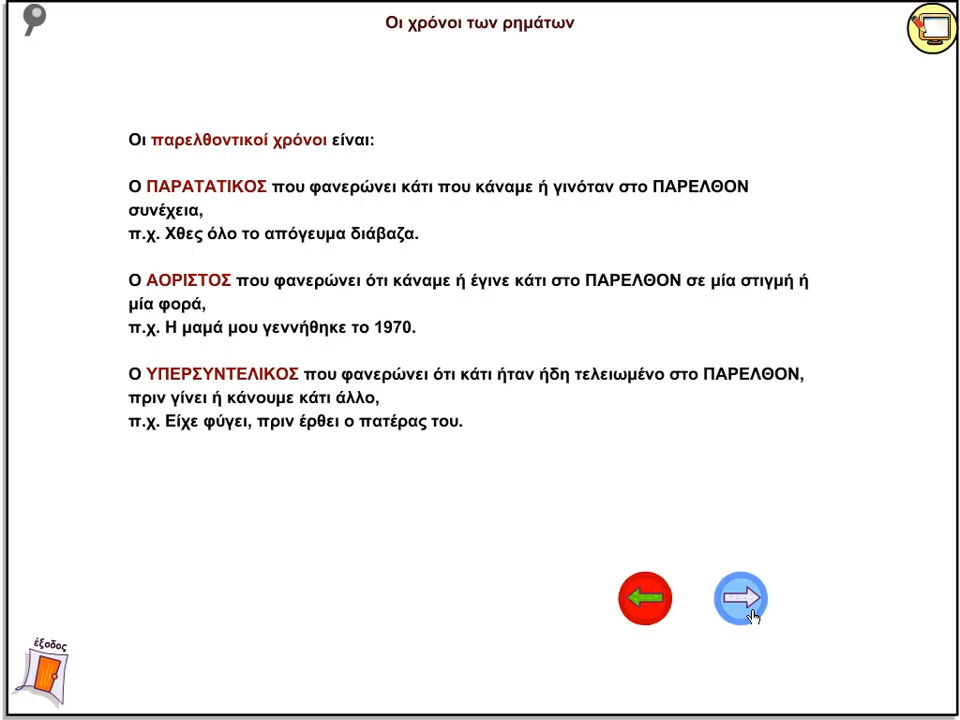 Οι χρόνοι των ρημάτων
Οι παρελθοντικοί χρόνοι είναι:
Ο ΠΑΡΑΤΑΤΙΚΟΣ που φανερώνει κάτι που κάναμε ή γινόταν στο ΠΑΡΕΛΘΟΝ
συνέχεια,
π.χ. Χθες όλο το απόγευμα διάβαζα.
Ο ΑΟΡΙΣΤΟΣ που φανερώνει ότι κάναμε ή έγινε κάτι στο ΠΑΡΕΛΘΟΝ σε μία στιγμή ή
μία φορά,
π.χ. Η μαμά μου γεννήθηκε το 1970.
Ο ΥΠΕΡΣΥΝΤΕΛΙΚΟΣ που φανερώνει ότι κάτι ήταν ήδη τελειωμένο στο ΠΑΡΕΛΘΟΝ,
πριν γίνει ή κάνουμε κάτι άλλο,
π.χ. Είχε φύγει, πριν έρθει ο πατέρας του.
έξοδος